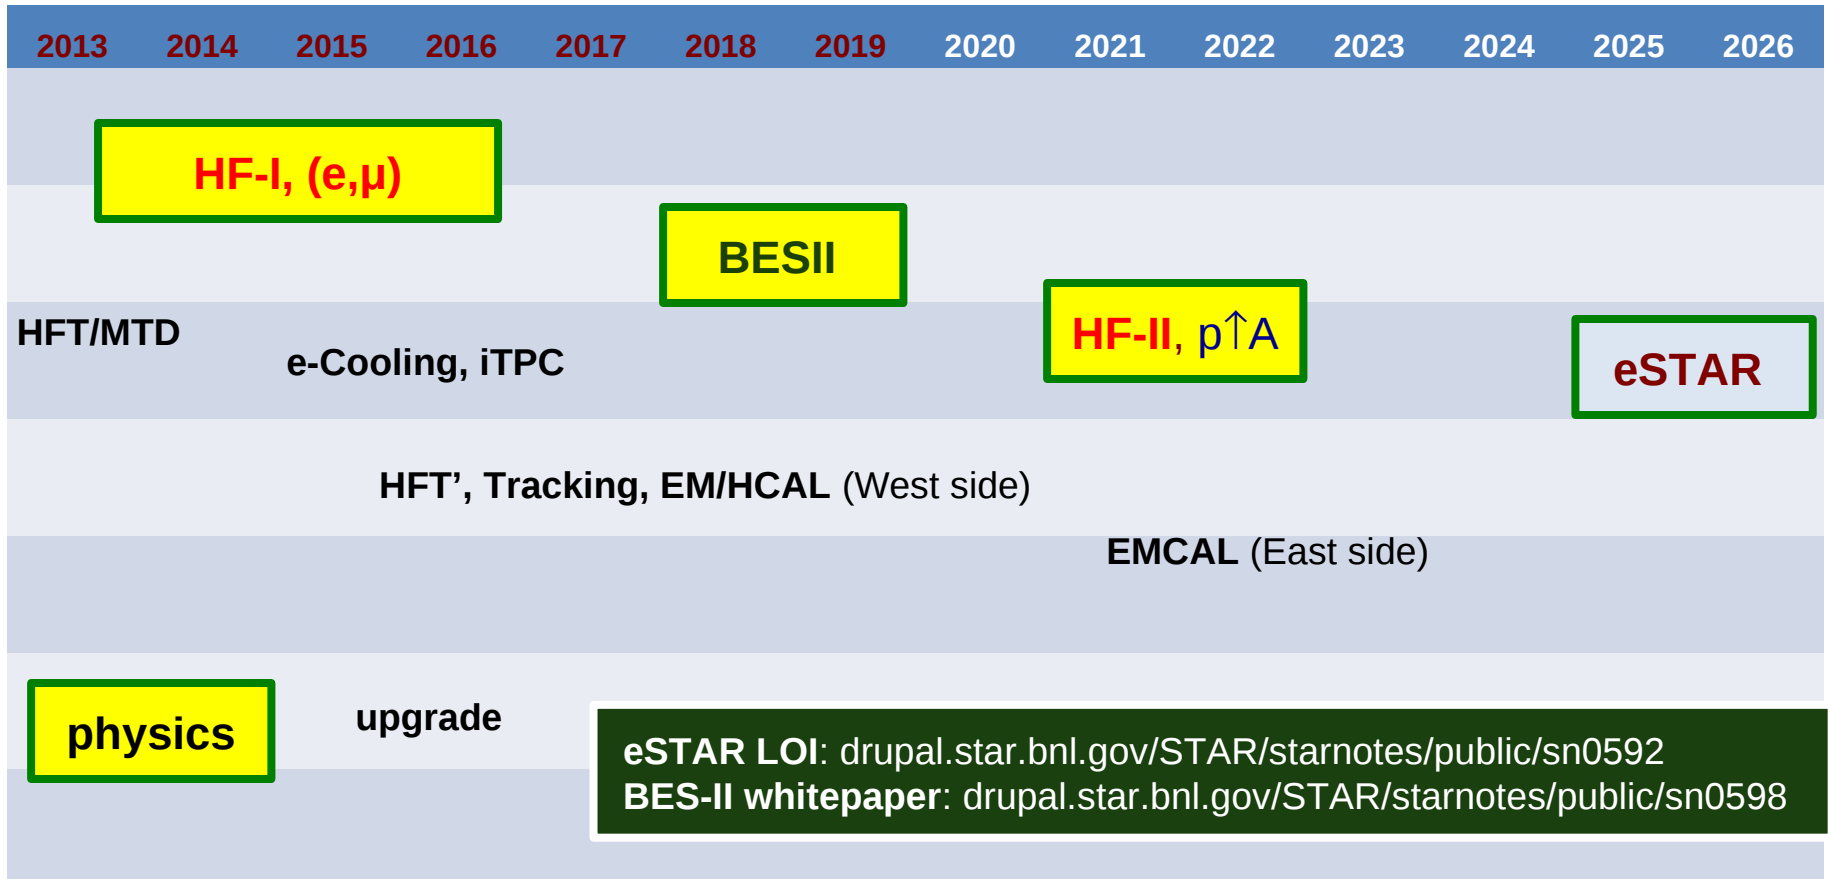 2013 2014 2015 2016 2017 2018 2019 2020 2021 2022 2023 2024 2025 2026
HF-I, (e,μ)
BESII
HFT/MTD
e-Cooling, iTPC
HF-II, p↑A
eSTAR
HFT’, Tracking, EM/HCAL (West side)
EMCAL (East side)
physics
upgrade
eSTAR LOI: drupal.star.bnl.gov/STAR/starnotes/public/sn0592
BES-II whitepaper: drupal.star.bnl.gov/STAR/starnotes/public/sn0598